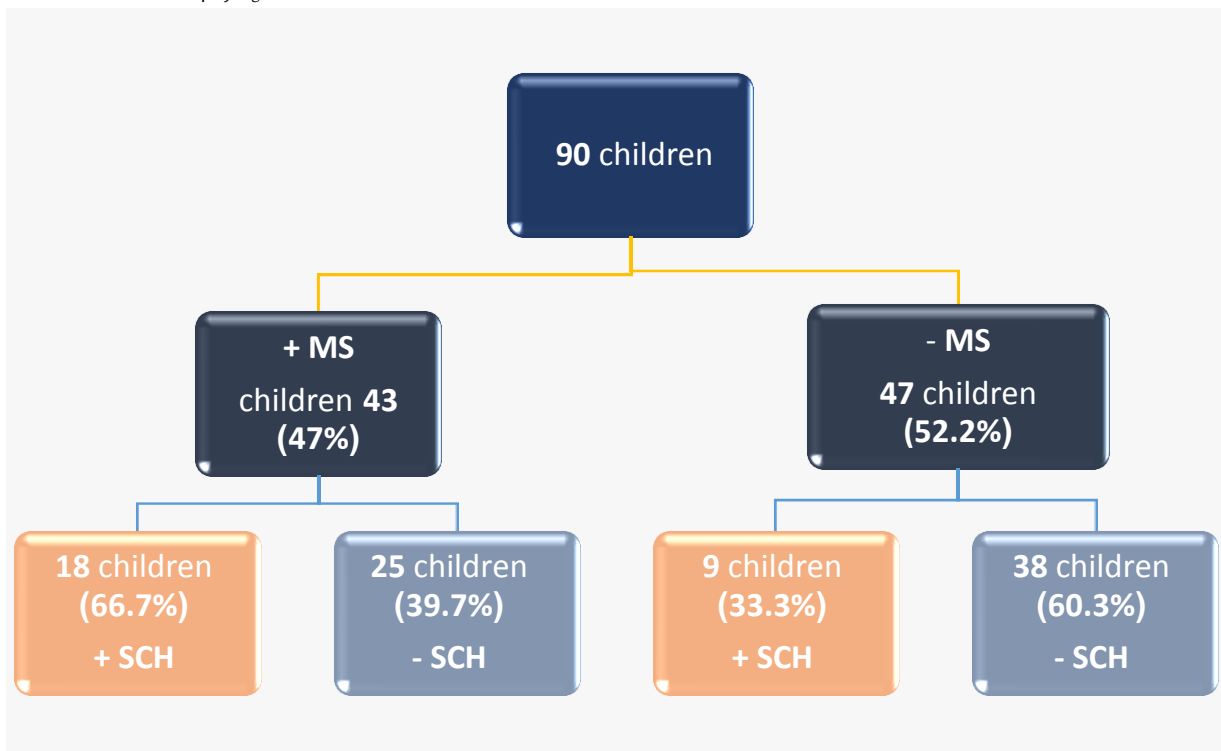 90 children
+ MS
children 43
(47%)
- MS
47 children
(52.2%)
18 children
(66.7%)
+ SCH
25 children
(39.7%)
- SCH
9 children
(33.3%)
+ SCH
38 children
(60.3%)
- SCH